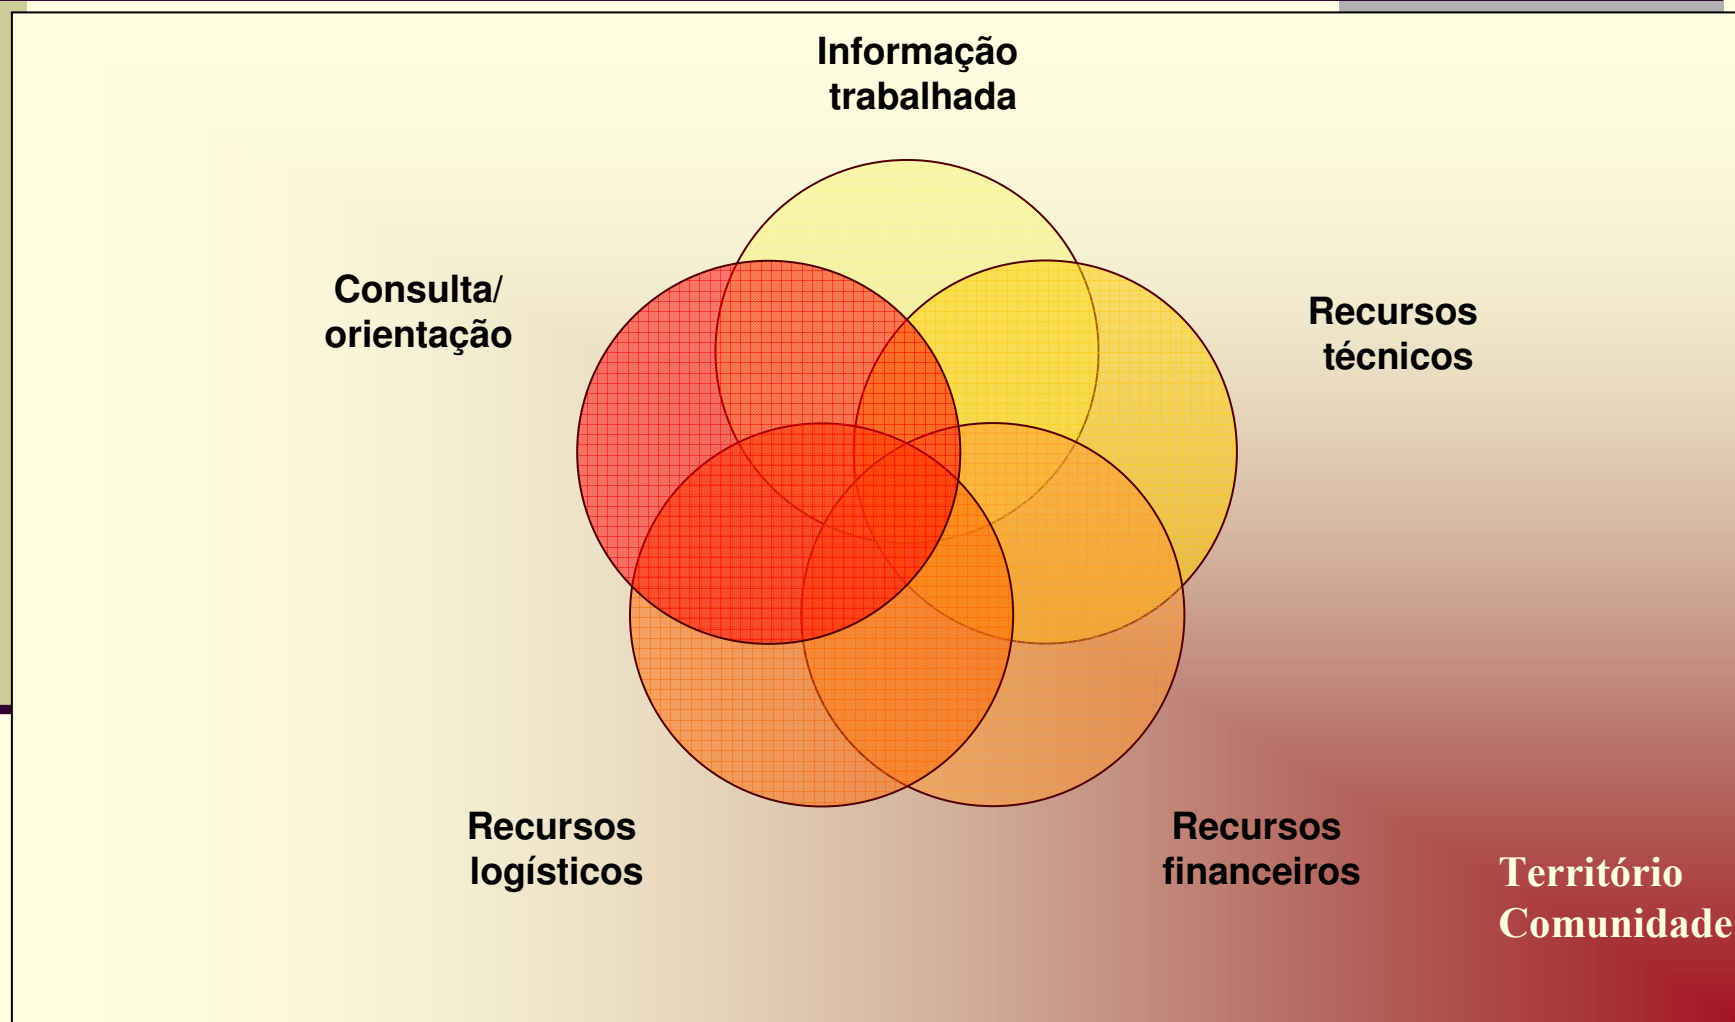 Informação
trabalhada
Consulta/
orientação
Recursos
técnicos
Recursos
logísticos
Recursos
financeiros
Território
Comunidade